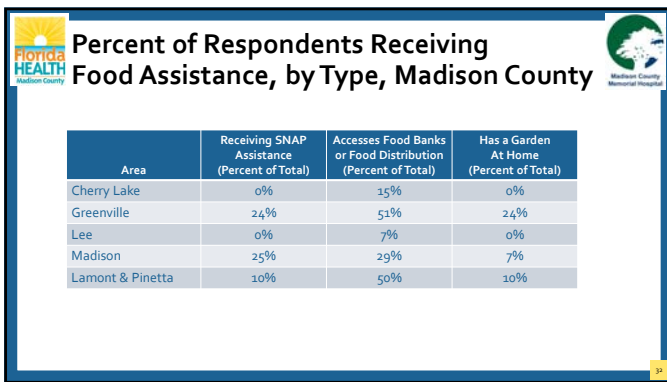 Florida
HEALTH
Madison County
Percent of Respondents Receiving
Food Assistance, by Type, Madison County
Madison County
Memorial Hospital
Area
Receiving SNAP
Assistance
(Percent of Total)
Accesses Food Banks
or Food Distribution
(Percent of Total)
Has a Garden
At Home
(Percent of Total)
Cherry Lake 0% 15% 0%
Greenville 24% 51% 24%
Lee 0% 7% 0%
Madison 25% 29% 7%
Lamont & Pinetta 10% 50% 10%
32